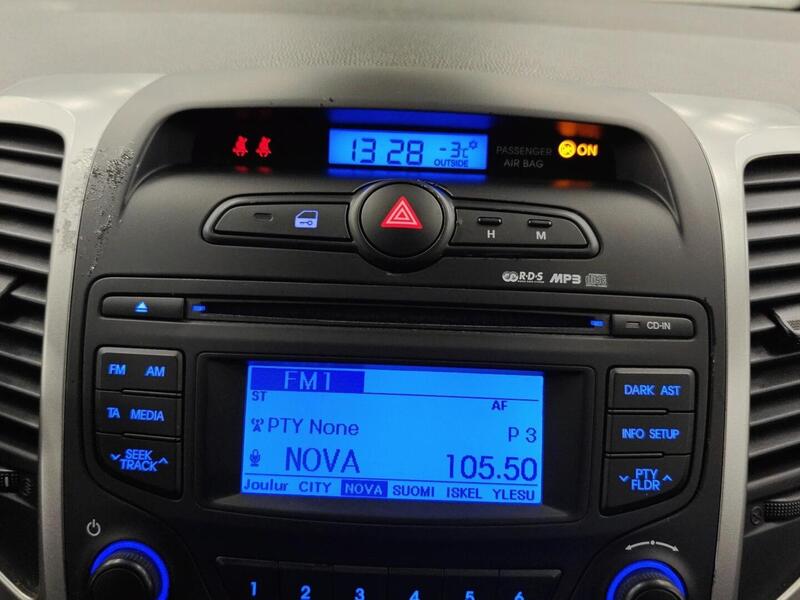 13 28 -3c
OUTSIDE
PASSENGER
AIR BAG
ON
H
M
R·D·S
MP3
CD-IN
FM AM
TA MEDIA
SEEK
TRACK
FM1
ST
AF
PTY None
P 3
NOVA 105.50
Joulur CITY NOVA SUOMI ISKEL YLESU
DARK AST
INFO SETUP
PTY
FLDR
1 2 3 4 5 6